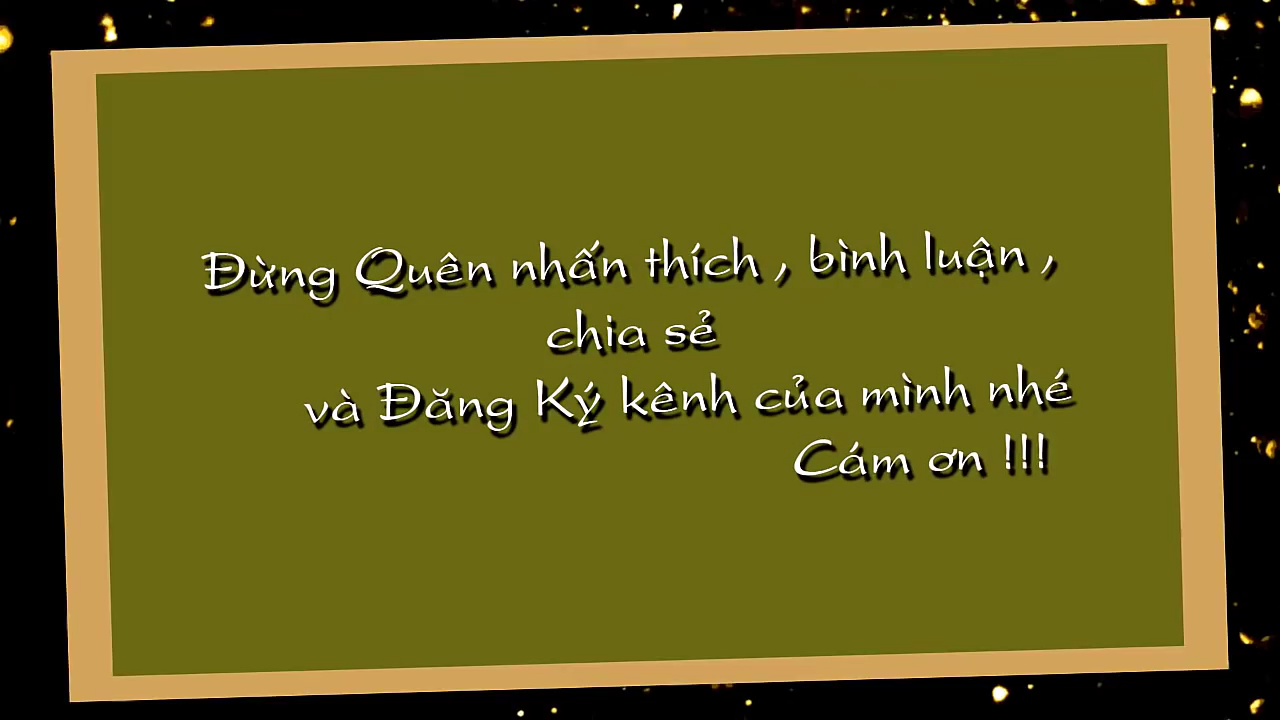 Đừng Quên nhấn thích , bình luận ,
chia sẻ
và Đăng Ký kênh của mình nhé
Cám ơn !!!